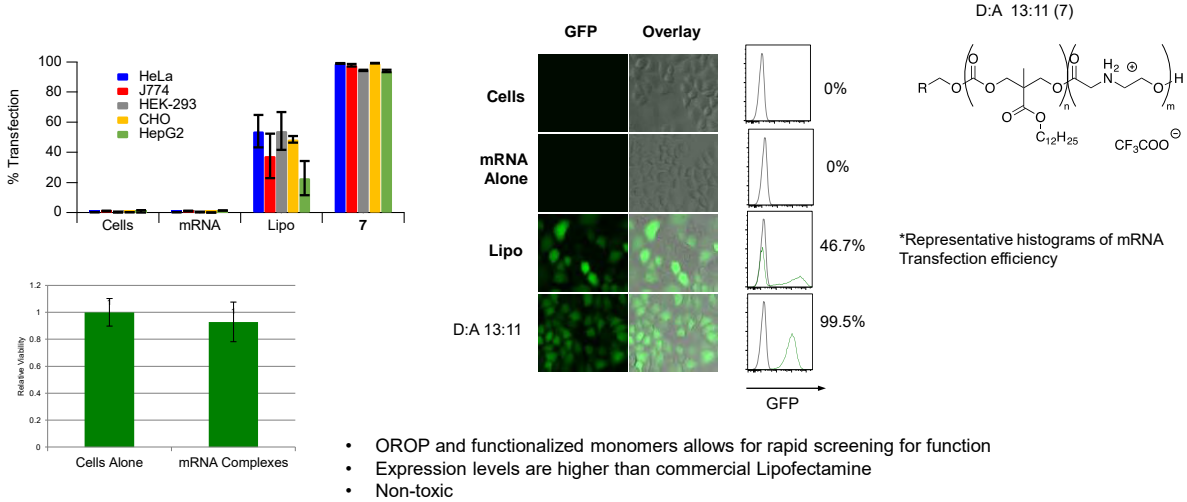 D:A 13:11 (7)
GFP
Overlay
% Transfection
100
80
60
40
20
0
HeLa
J774
HEK-293
CHO
HepG2
Cells
mRNA
Lipo
7
Cells
mRNA
Alone
Lipo
D:A 13:11
0%
0%
46.7%
99.5%
GFP
R
O
O
O
O
O
O
C12H25
n
O
H2
N
⊕
O
H
m
CF3COO⊖
*Representative histograms of mRNA
Transfection efficiency
Relative Viability
1.2
1
0.8
0.6
0.4
0.2
0
Cells Alone
mRNA Complexes
• OROP and functionalized monomers allows for rapid screening for function
• Expression levels are higher than commercial Lipofectamine
• Non-toxic